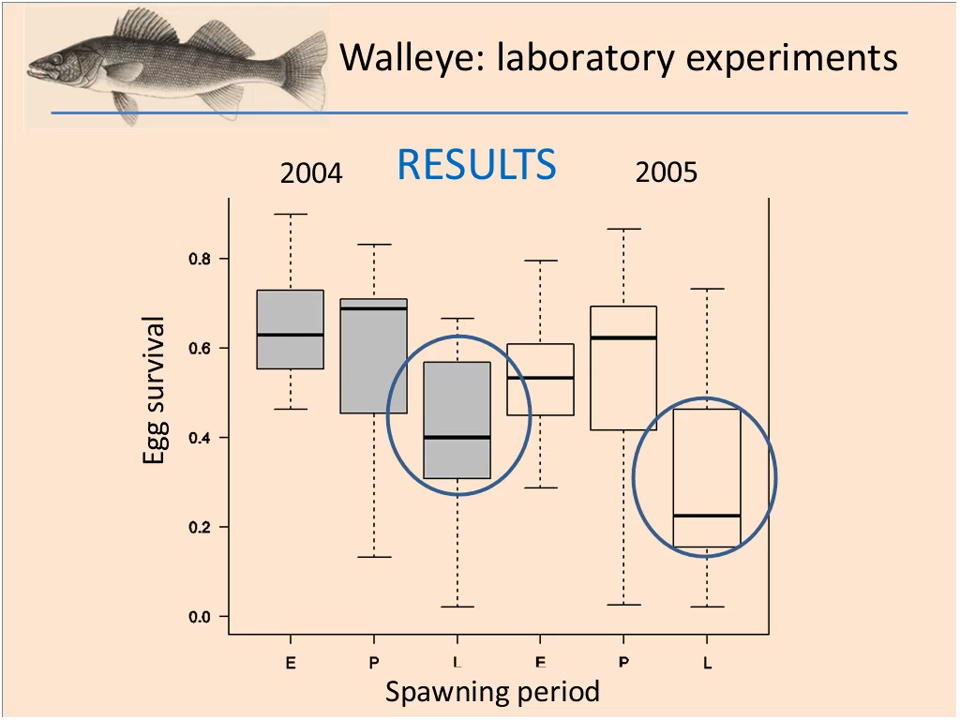 Walleye: laboratory experiments
RESULTS
2004
2005
Egg survival
0.8
0.6
0.4
0.2
0.0
E P L E P L
Spawning period